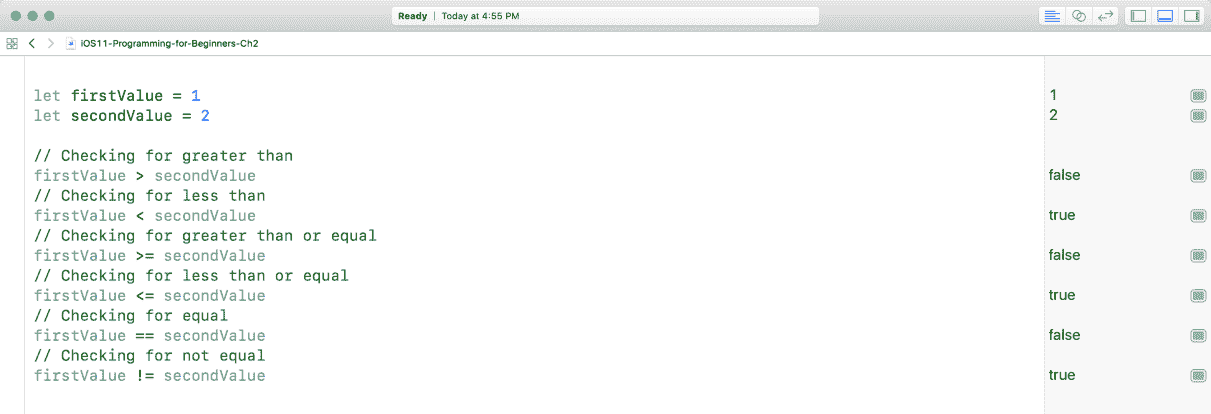 Ready | Today at 4:55 PM
iOS11-Programming-for-Beginners-Ch2
let firstValue = 1 1
let secondValue = 2 2
// Checking for greater than
firstValue > secondValue false
// Checking for less than
firstValue < secondValue true
// Checking for greater than or equal
firstValue >= secondValue false
// Checking for less than or equal
firstValue <= secondValue true
// Checking for equal
firstValue == secondValue false
// Checking for not equal
firstValue != secondValue true